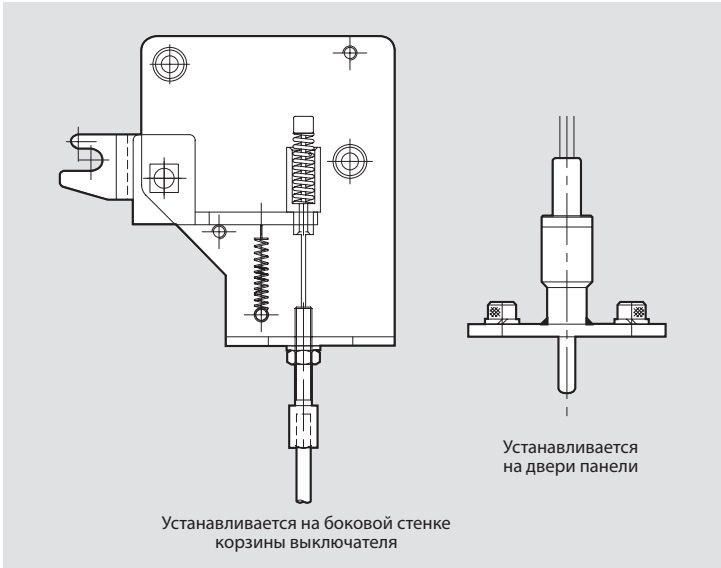 Устанавливается
на двери панели
Устанавливается на боковой стенке
корзины выключателя